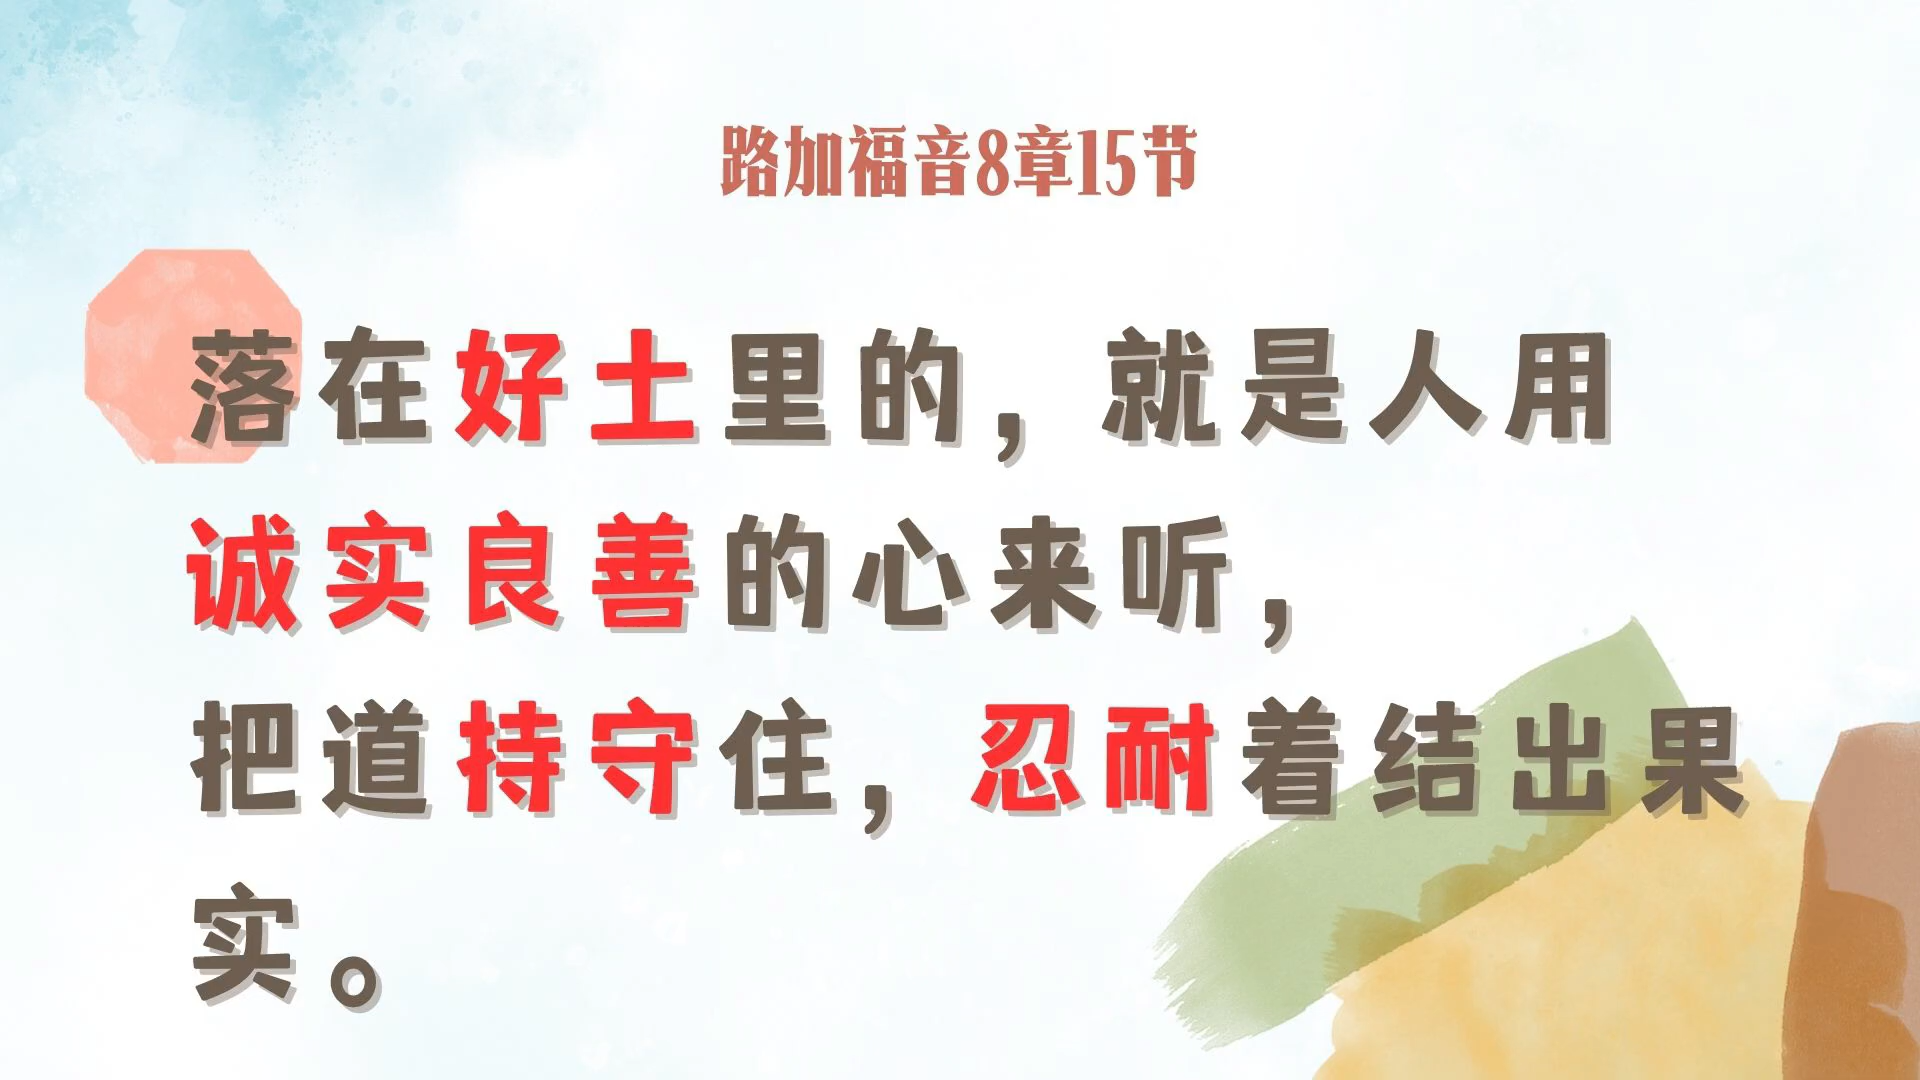 路加福音8章15节
落在好土里的，就是人用
诚实良善的心来听，
把道持守住，忍耐着结出果
实。